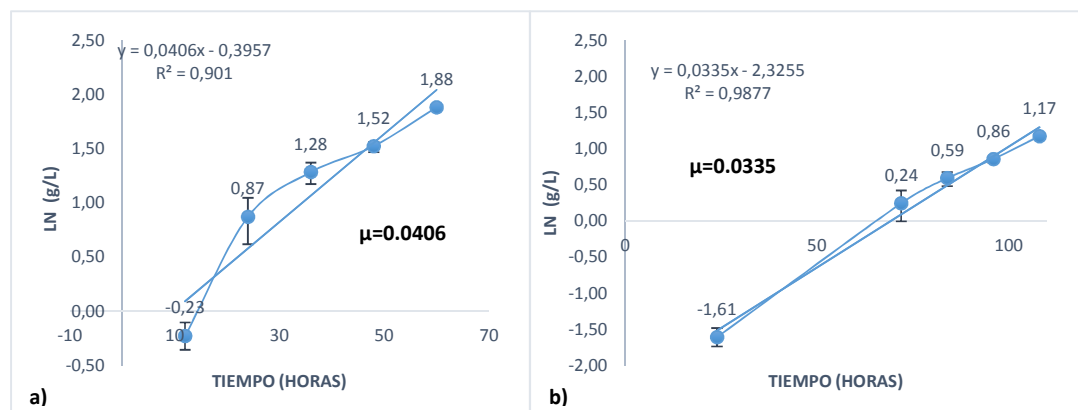 2,50
y = 0,0406x - 0,3957
R² = 0,901
2,00
1,88
1,52
1,50
1,28
LN (g/L)
0,87
1,00
μ=0.0406
0,50
0,00
-0,23
-10
10
30
50
70
-0,50
TIEMPO (HORAS)
a)
2,50
2,00
y = 0,0335x - 2,3255
R² = 0,9877
1,50
1,17
1,00
0,86
μ=0.0335
0,59
LN (g/L)
0,50
0,24
0,00
0
50
100
-0,50
-1,00
-1,61
-1,50
-2,00
TIEMPO (HORAS)
b)